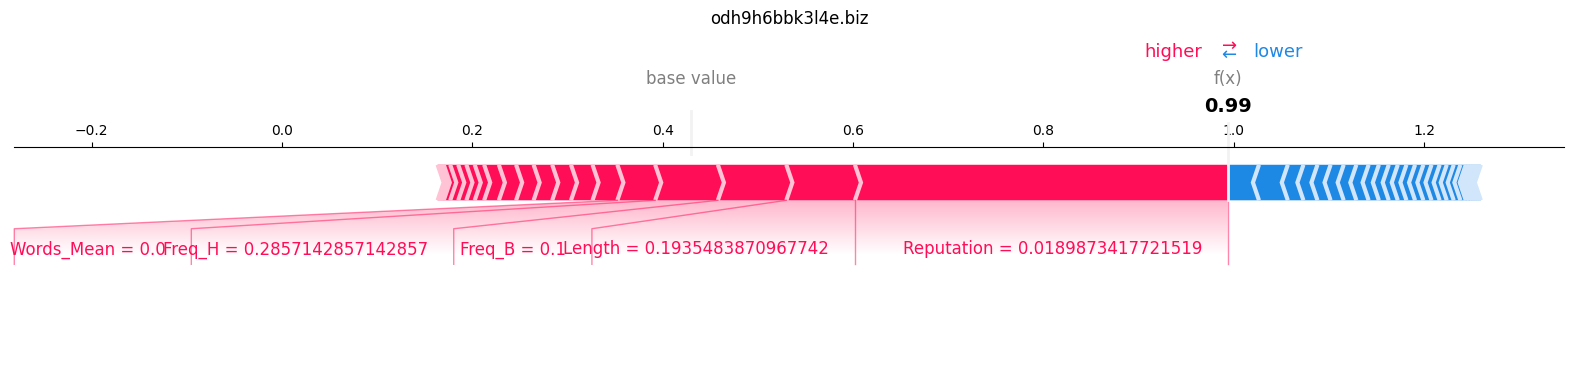 odh9h6bbk3l4e.biz
higher ⇄ lower
base value f(x)
0.99
−0.2 0.0 0.2 0.4 0.6 0.8 1.0 1.2
Words_Mean = 0.0 Freq_H = 0.2857142857142857 Freq_B = 0.1 Length = 0.1935483870967742 Reputation = 0.0189873417721519